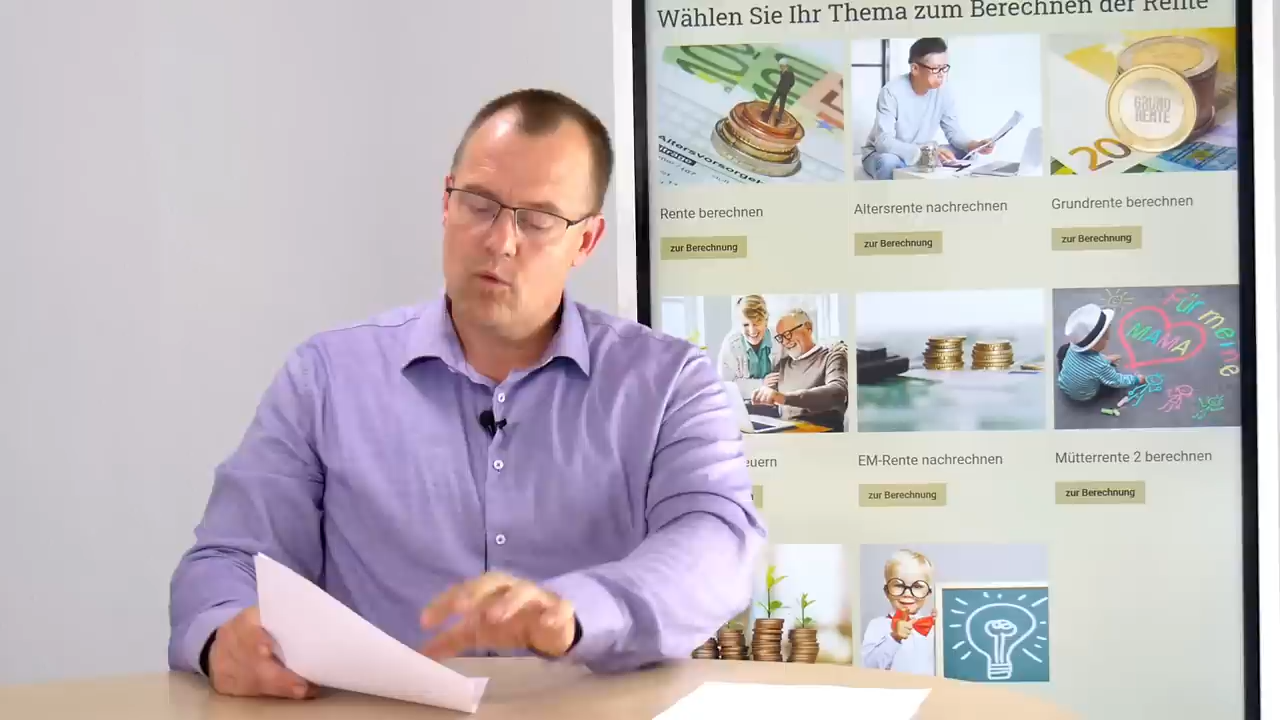 Wählen Sie Ihr Thema zum Berechnen der Rente
Altersvorsorge
GRUND
RENTE
20
Rente berechnen
Altersrente nachrechnen
Grundrente berechnen
zur Berechnung
zur Berechnung
zur Berechnung
Für meine
MAMA
EM-Rente nachrechnen
Mütterrente 2 berechnen
zur Berechnung
zur Berechnung